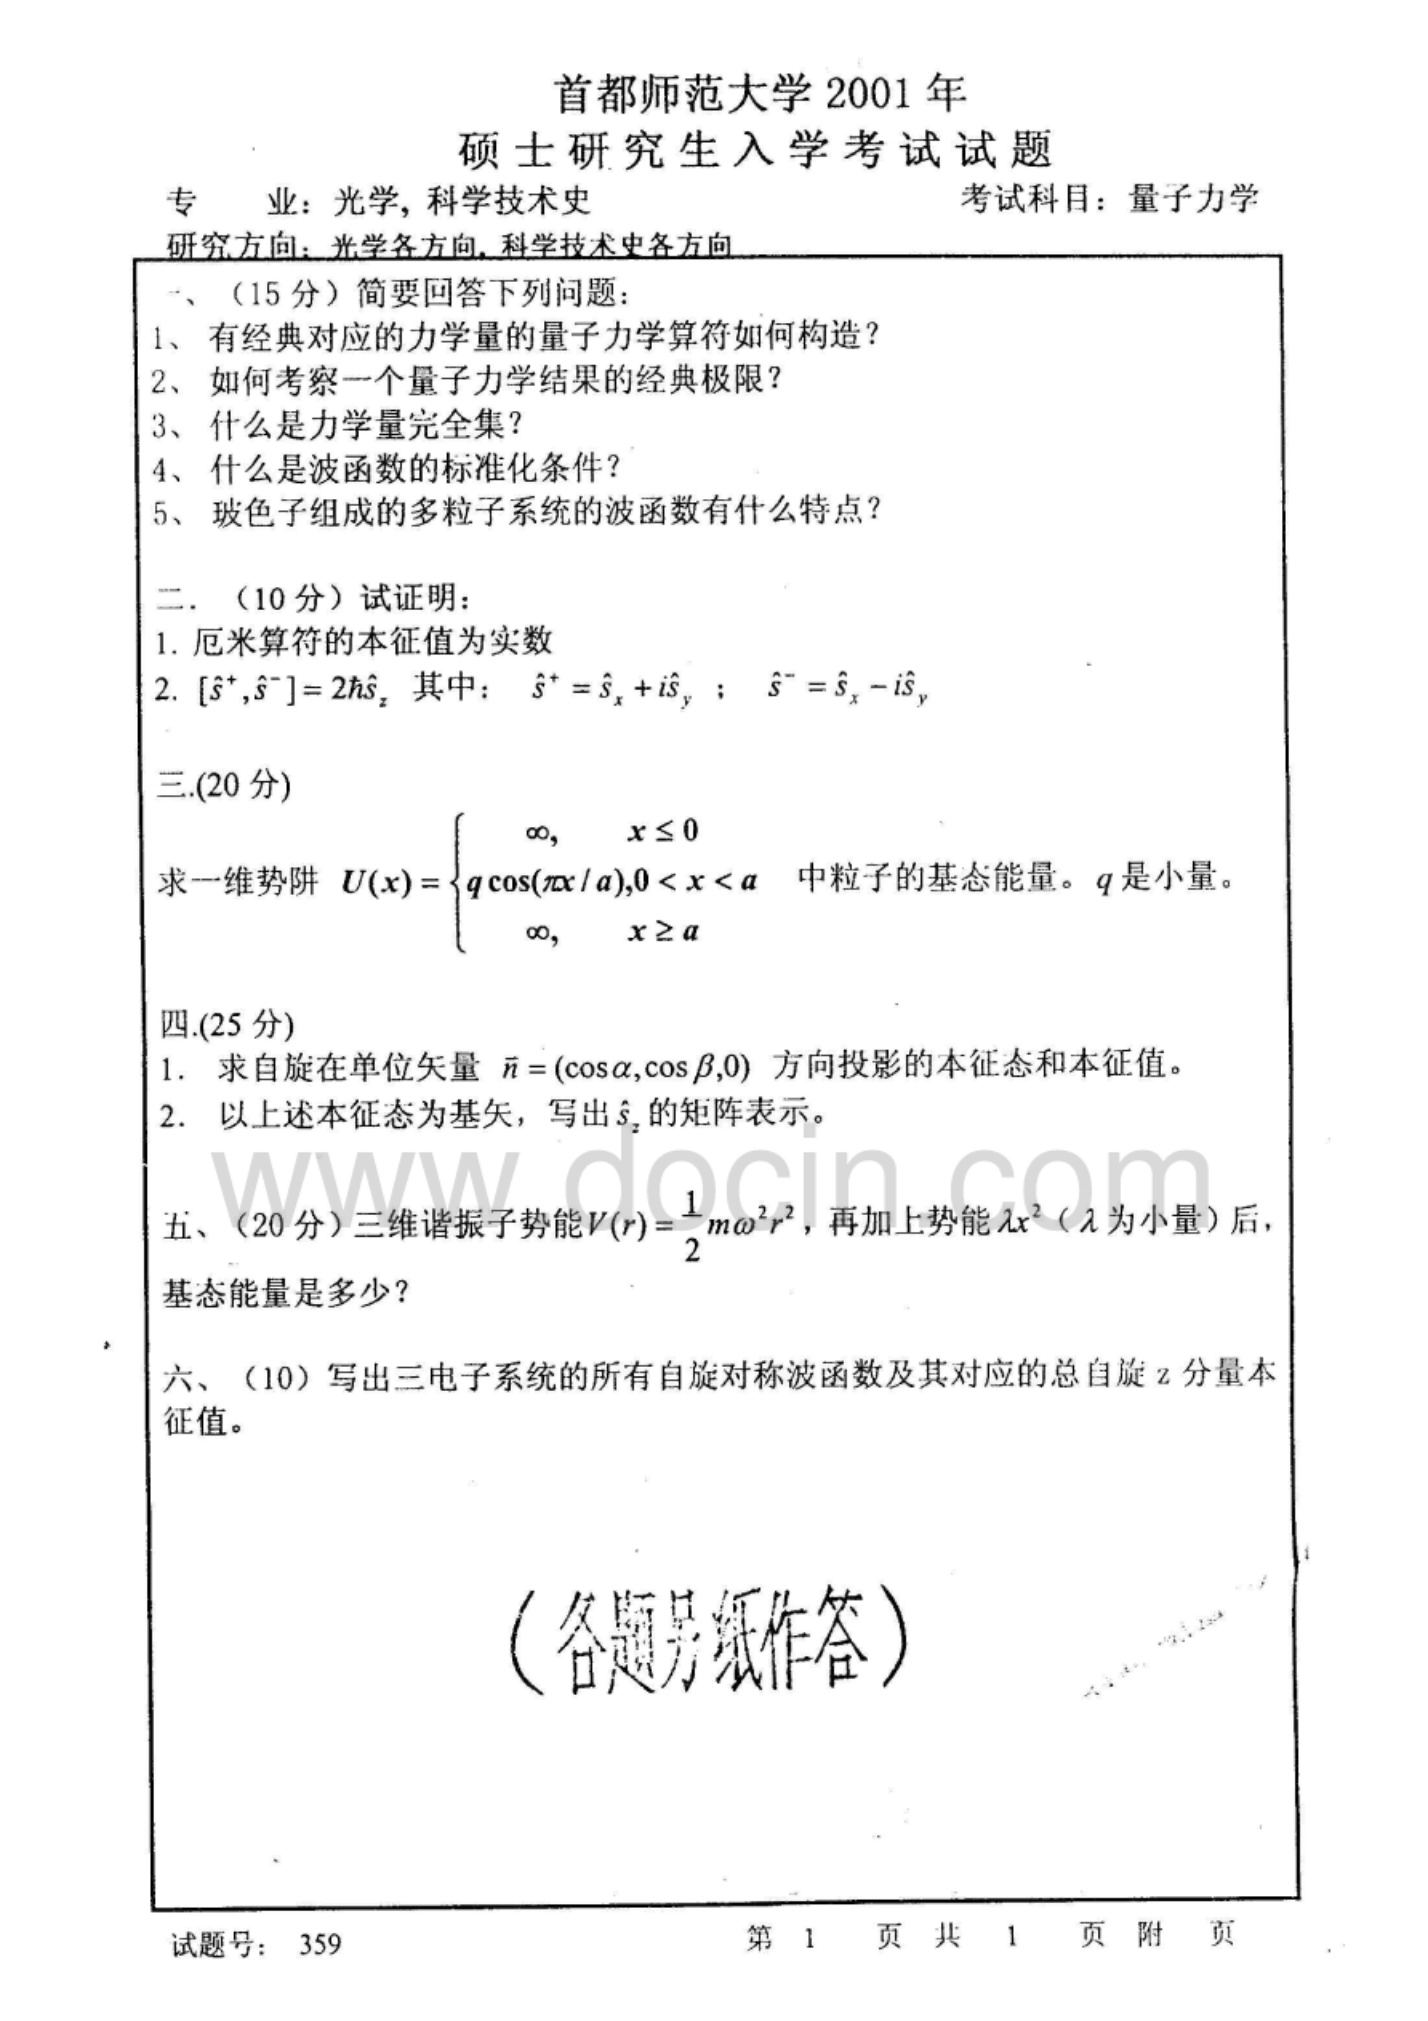 首都师范大学 2001 年
硕士研究生入学考试试题
专 业：光学，科学技术史 考试科目：量子力学
研究方向：光学各方向，科学技术史各方向
一、（15 分）简要回答下列问题：
1、 有经典对应的力学量的量子力学算符如何构造？
2、 如何考察一个量子力学结果的经典极限？
3、 什么是力学量完全集？
4、 什么是波函数的标准化条件？
5、 玻色子组成的多粒子系统的波函数有什么特点？
二．（10 分）试证明：
1. 厄米算符的本征值为实数
2. [ŝ⁺,ŝ⁻]=2ħŝ_z 其中： ŝ⁺=ŝ_x+iŝ_y ； ŝ⁻=ŝ_x−iŝ_y
三.(20 分)
∞, x ≤ 0
求一维势阱 U(x)={ q cos(πx/a),0<x<a 中粒子的基态能量。q 是小量。
∞, x ≥ a
四.(25 分)
1. 求自旋在单位矢量 n̄=(cosα,cosβ,0) 方向投影的本征态和本征值。
2. 以上述本征态为基矢，写出 ŝ_z 的矩阵表示。
www.docin.com
五、（20 分）三维谐振子势能 V(r)=1/2 mω²r²，再加上势能 λx²（λ 为小量）后，
基态能量是多少？
六、（10）写出三电子系统的所有自旋对称波函数及其对应的总自旋 z 分量本
征值。
（各题另纸作答）
试题号： 359 第 1 页 共 1 页 附 页